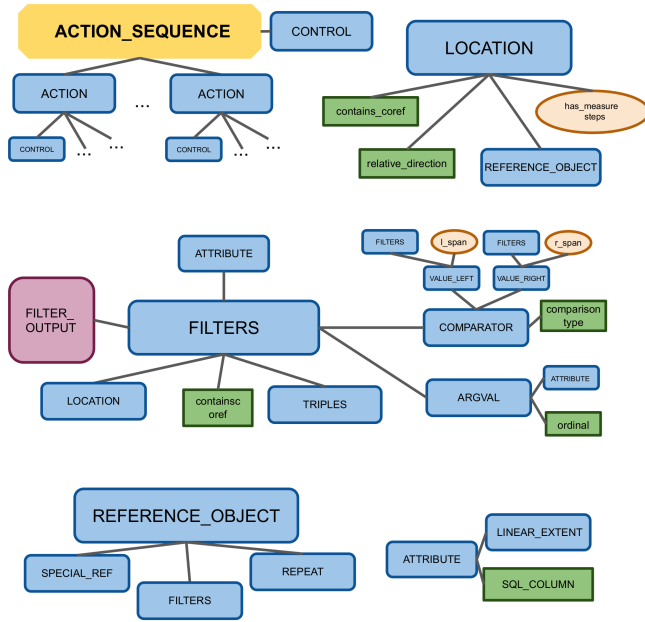 ACTION_SEQUENCE
CONTROL
ACTION
...
ACTION
CONTROL
...
...
CONTROL
...
...
LOCATION
contains_coref
has_measure
steps
relative_direction
REFERENCE_OBJECT
ATTRIBUTE
FILTER_
OUTPUT
FILTERS
LOCATION
containsc
oref
TRIPLES
FILTERS
l_span
FILTERS
r_span
VALUE_LEFT
VALUE_RIGHT
COMPARATOR
comparison
type
ARGVAL
ATTRIBUTE
ordinal
REFERENCE_OBJECT
SPECIAL_REF
FILTERS
REPEAT
ATTRIBUTE
LINEAR_EXTENT
SQL_COLUMN